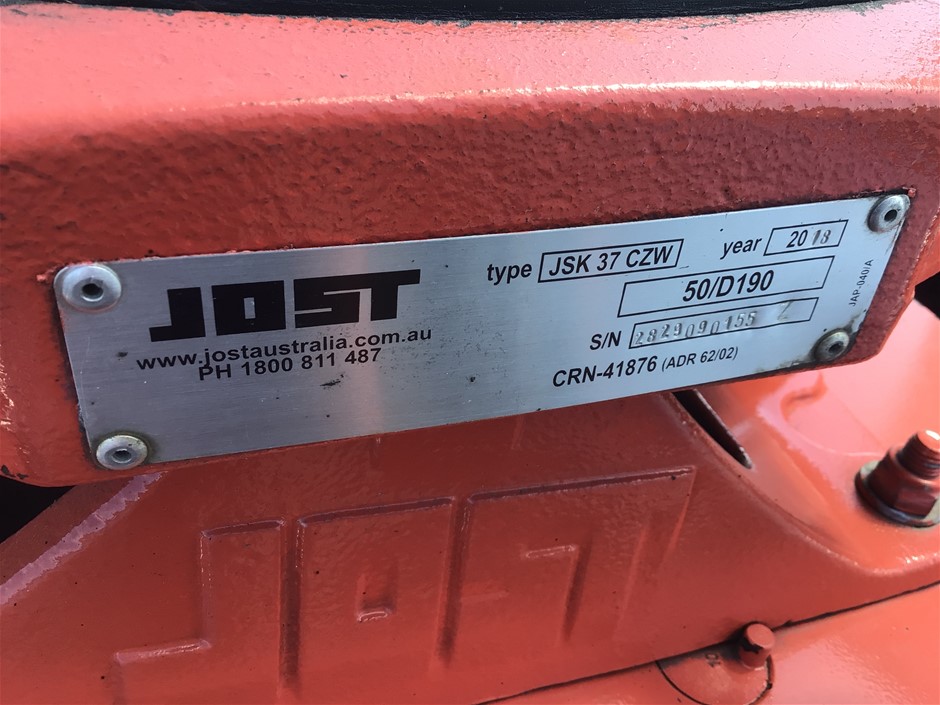 JOST
www.jostaustralia.com.au
PH 1800 811 487
type JSK 37 CZW year 2018
50/D190
S/N 2829090155 Z
CRN-41876 (ADR 62/02)
JAP-040/A
JOST
10